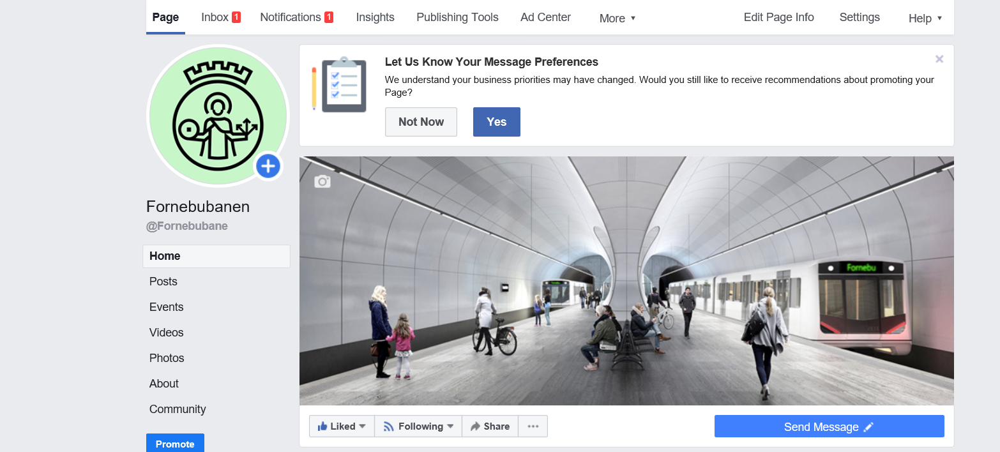 Page Inbox 1 Notifications 1 Insights Publishing Tools Ad Center More Edit Page Info Settings Help
Let Us Know Your Message Preferences
We understand your business priorities may have changed. Would you still like to receive recommendations about promoting your
Page?
Not Now Yes
Fornebubanen
@Fornebubane
Home
Posts
Events
Videos
Photos
About
Community
Promote
Fornebu
Liked Following Share Send Message